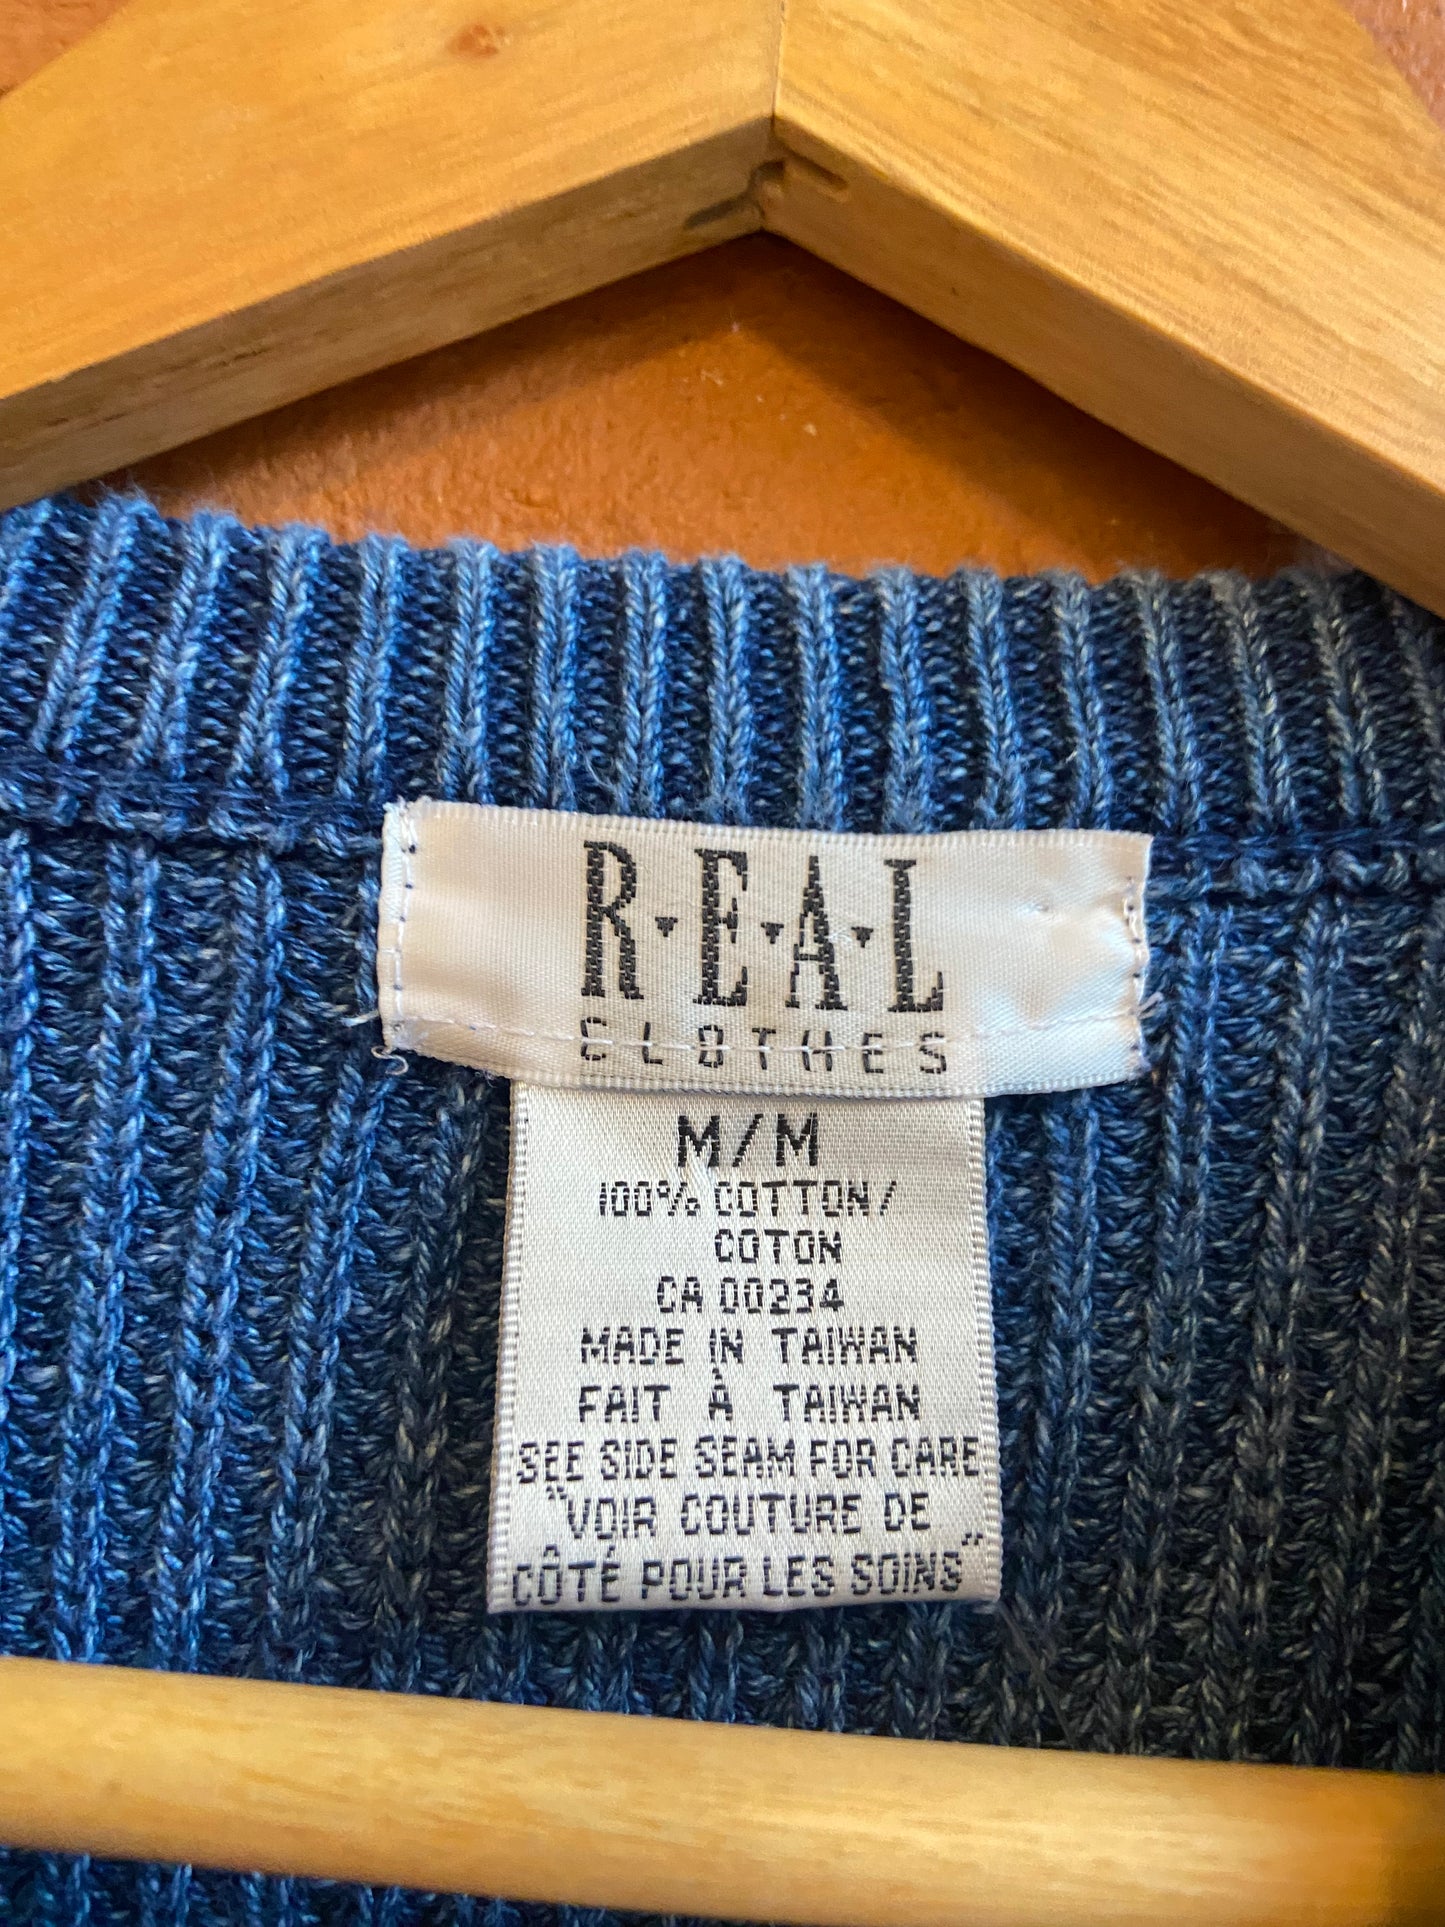 R▾E▾A▾L
CLOTHES
M/M
100% COTTON/
COTON
CA 00234
MADE IN TAIWAN
FAIT À TAIWAN
SEE SIDE SEAM FOR CARE
"VOIR COUTURE DE
CÔTÉ POUR LES SOINS"